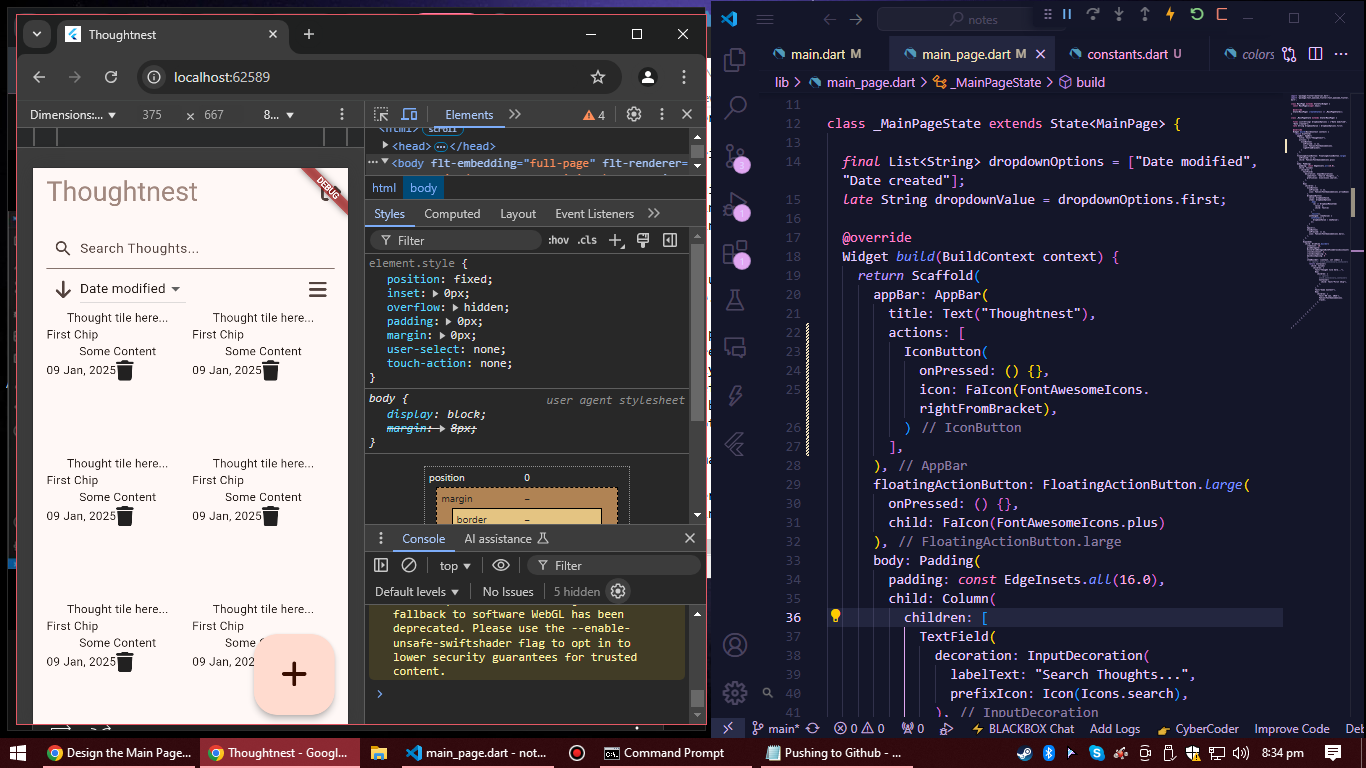 Thoughtnest
localhost:62589
Dimensions:... 375 × 667 8...
Elements
4
<html> scroll
<head> ... </head>
<body flt-embedding="full-page" flt-renderer=
html body
Styles Computed Layout Event Listeners
Filter :hov .cls
element.style {
position: fixed;
inset: 0px;
overflow: hidden;
padding: 0px;
margin: 0px;
user-select: none;
touch-action: none;
}
body { user agent stylesheet
display: block;
margin: 8px;
}
position 0
margin –
border –
Console AI assistance
top Filter
Default levels No Issues 5 hidden
fallback to software WebGL has been
deprecated. Please use the --enable-
unsafe-swiftshader flag to opt in to
lower security guarantees for trusted
content.
Thoughtnest
DEBUG
Search Thoughts...
Date modified
Thought tile here... Thought tile here...
First Chip First Chip
Some Content Some Content
09 Jan, 2025 09 Jan, 2025
Thought tile here... Thought tile here...
Some Content Some Content
09 Jan, 2025 09 Jan, 2025
Thought tile here... Thought tile here...
First Chip First Chip
Some Content
09 Jan, 2025 09 Jan, 2025
notes
main.dart M main_page.dart M constants.dart U colors
lib > main_page.dart > _MainPageState > build
11
12 class _MainPageState extends State<MainPage> {
13
14 final List<String> dropdownOptions = ["Date modified",
"Date created"];
15 late String dropdownValue = dropdownOptions.first;
16
17 @override
18 Widget build(BuildContext context) {
19 return Scaffold(
20 appBar: AppBar(
21 title: Text("Thoughtnest"),
22 actions: [
23 IconButton(
24 onPressed: () {},
25 icon: FaIcon(FontAwesomeIcons.
rightFromBracket),
26 ) // IconButton
27 ],
28 ), // AppBar
29 floatingActionButton: FloatingActionButton.large(
30 onPressed: () {},
31 child: FaIcon(FontAwesomeIcons.plus)
32 ), // FloatingActionButton.large
33 body: Padding(
34 padding: const EdgeInsets.all(16.0),
35 child: Column(
36 children: [
37 TextField(
38 decoration: InputDecoration(
39 labelText: "Search Thoughts...",
40 prefixIcon: Icon(Icons.search),
41 ), // InputDecoration
main* 0 0 0 BLACKBOX Chat Add Logs CyberCoder Improve Code
Design the Main Page... Thoughtnest - Googl... main_page.dart - not... Command Prompt Pushing to Github - ... 8:34 pm